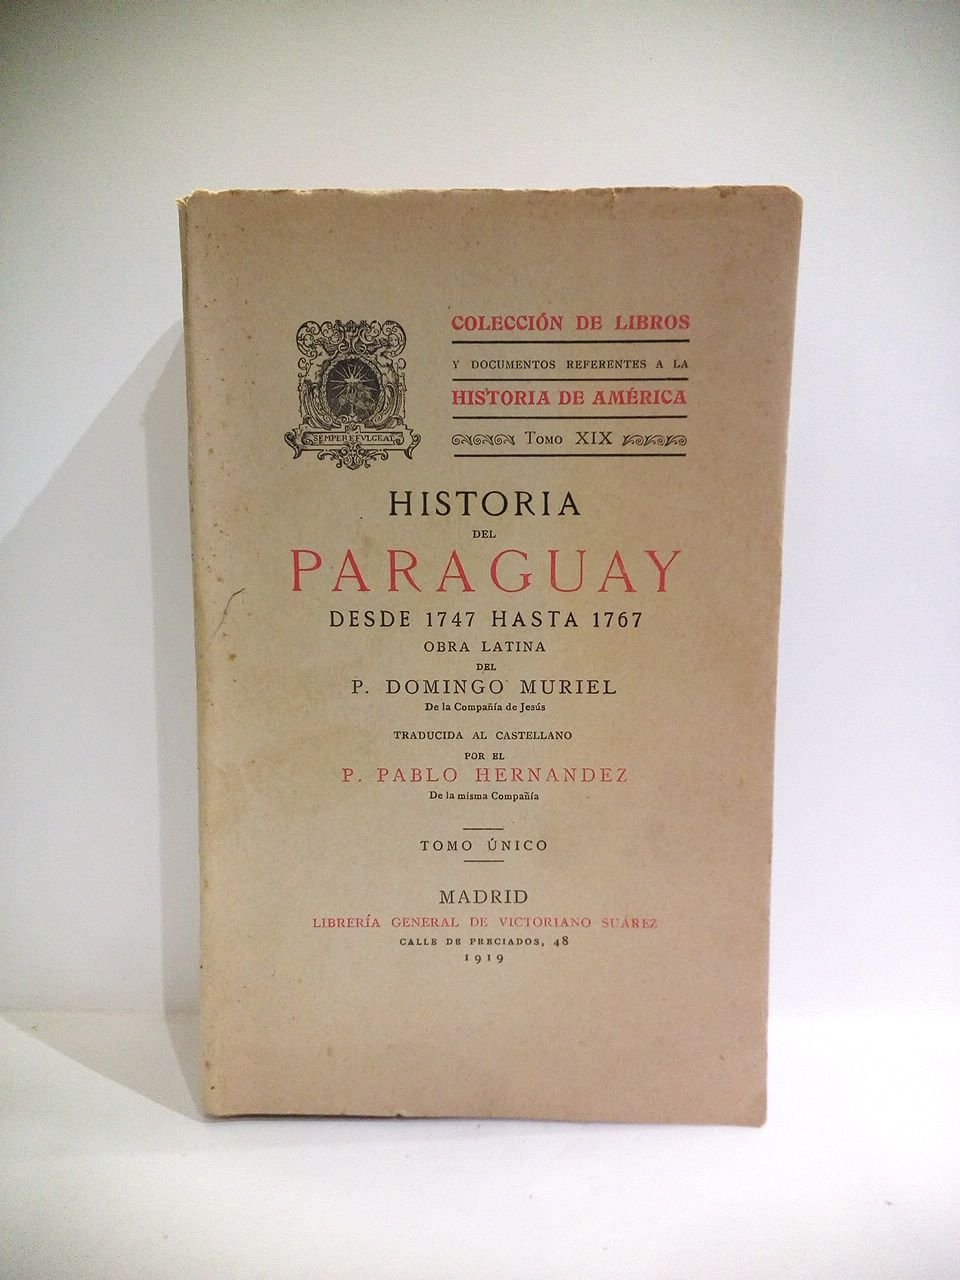 SEMPER EFVLGEAT
COLECCIÓN DE LIBROS
Y DOCUMENTOS REFERENTES A LA
HISTORIA DE AMÉRICA
TOMO XIX
HISTORIA
DEL
PARAGUAY
DESDE 1747 HASTA 1767
OBRA LATINA
DEL
P. DOMINGO MURIEL
De la Compañía de Jesús
TRADUCIDA AL CASTELLANO
POR EL
P. PABLO HERNANDEZ
De la misma Compañía
TOMO ÚNICO
MADRID
LIBRERÍA GENERAL DE VICTORIANO SUÁREZ
CALLE DE PRECIADOS, 48
1919